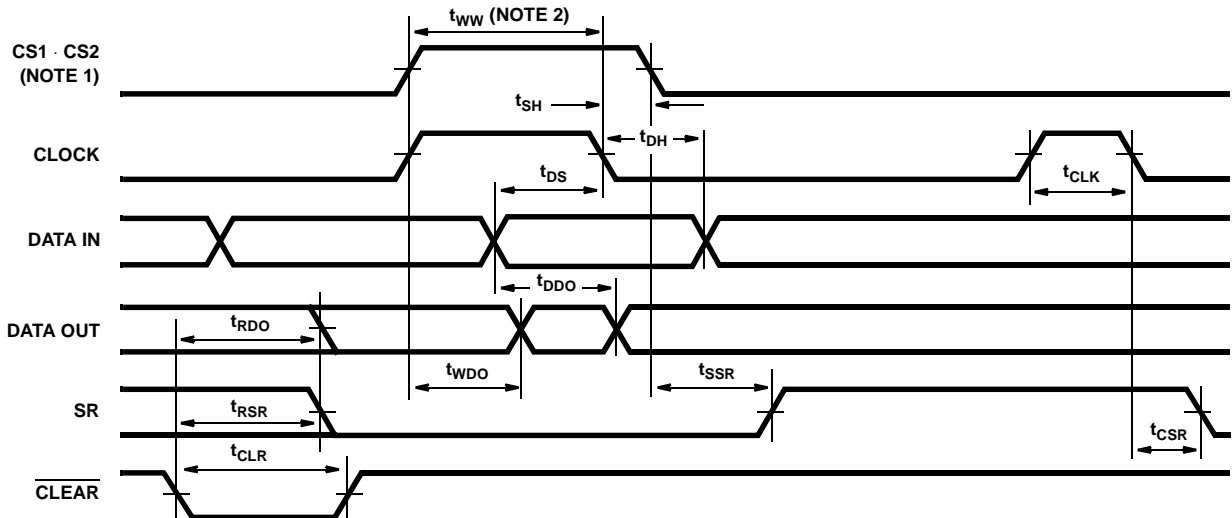 tWW (NOTE 2)
CS1 · CS2
(NOTE 1)
tSH
tDH
CLOCK
tDS
tCLK
DATA IN
tDDO
DATA OUT
tRDO
tWDO
tSSR
SR
tRSR
tCSR
tCLR
CLEAR